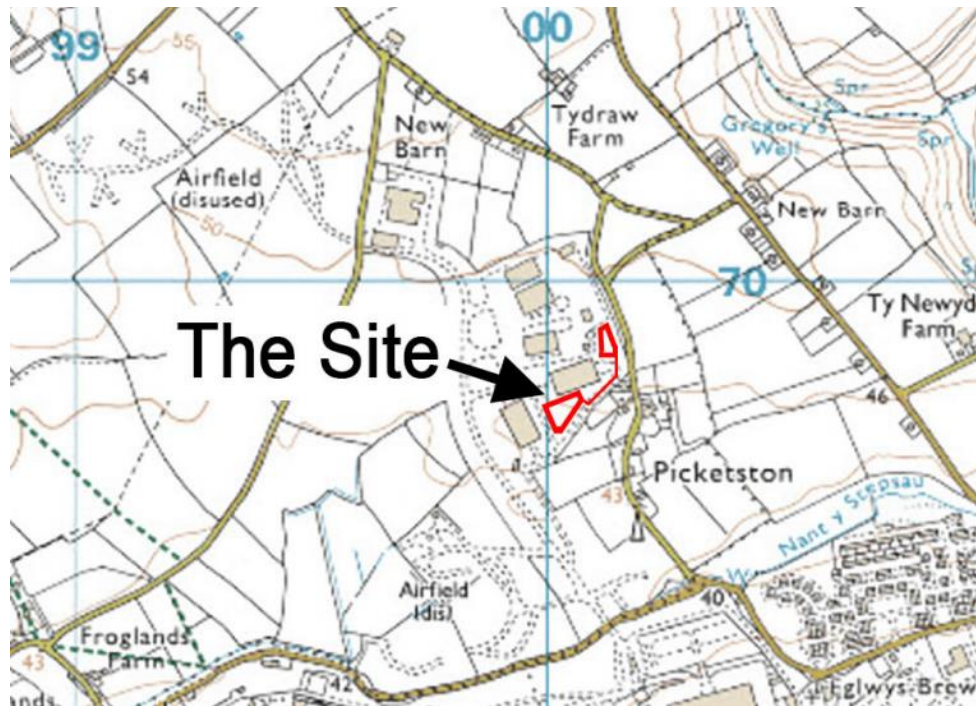 99
00
54
55
New
Barn
Tydraw
Farm
Spr
Gregory's
Well
Spr
Airfield
(disused)
50
New Barn
70
The Site
Ty Newyd
Farm
46
Picketston
43
Nant y Stepsau
Airfield
(dis)
W
40
Froglands
Farm
43
42
ands
Eglwys-Brew